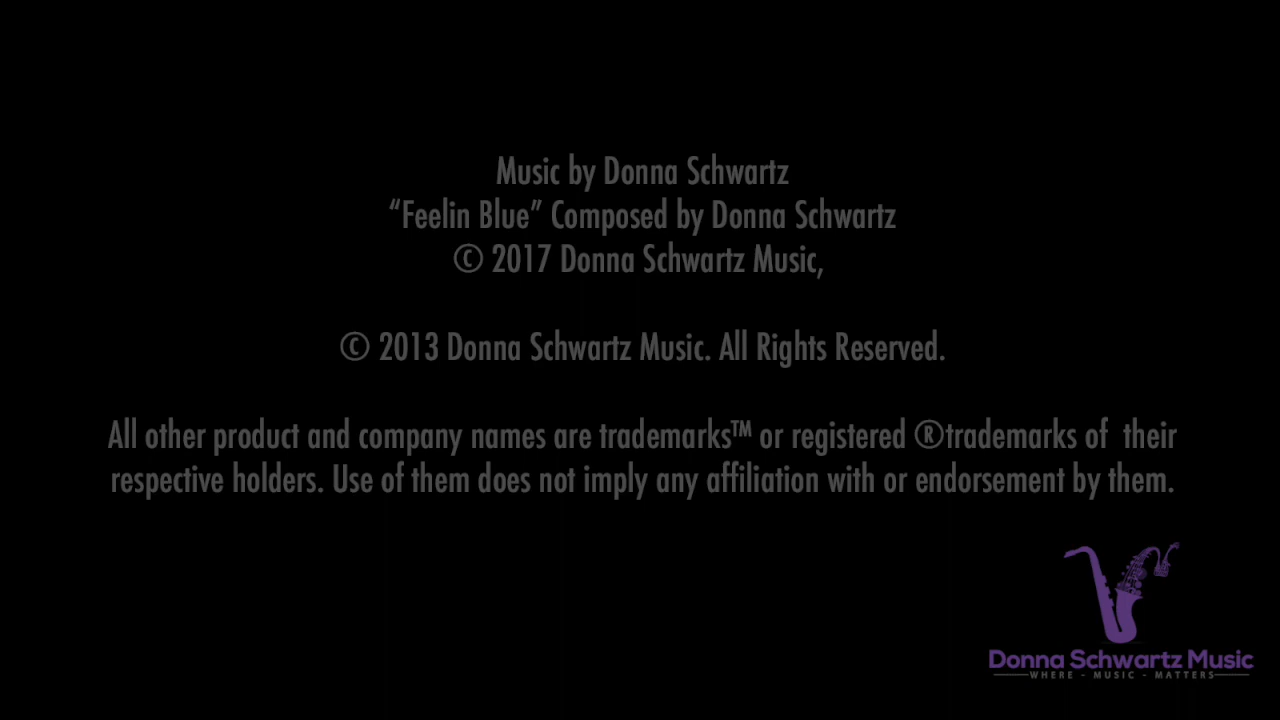 Music by Donna Schwartz
“Feelin Blue” Composed by Donna Schwartz
© 2017 Donna Schwartz Music,
© 2013 Donna Schwartz Music. All Rights Reserved.
All other product and company names are trademarks™ or registered ®trademarks of  their
respective holders. Use of them does not imply any affiliation with or endorsement by them.
Donna Schwartz Music
WHERE - MUSIC - MATTERS